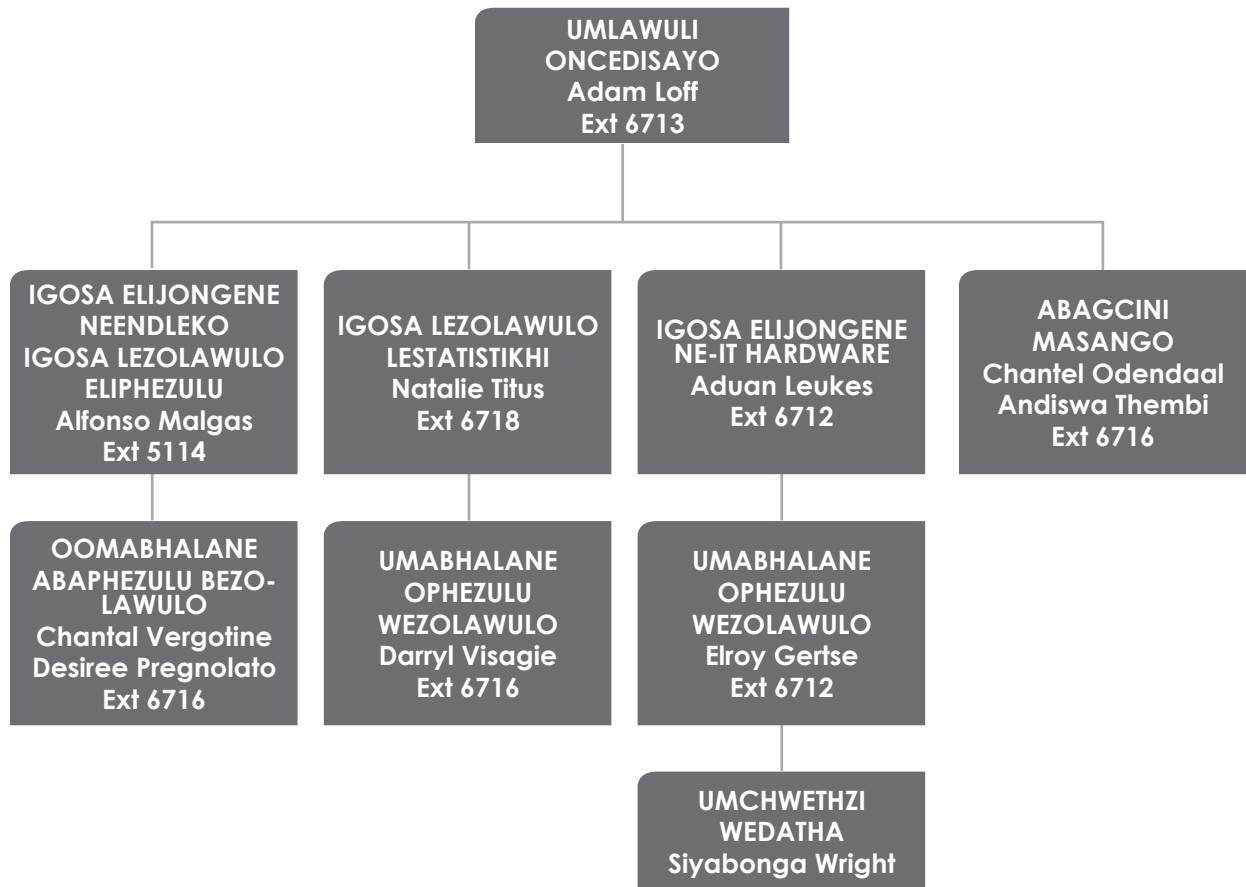 UMLAWULI
ONCEDISAYO
Adam Loff
Ext 6713
IGOSA ELIJONGENE
NEENDLEKO
IGOSA LEZOLAWULO
ELIPHEZULU
Alfonso Malgas
Ext 5114
IGOSA LEZOLAWULO
LESTATISTIKHI
Natalie Titus
Ext 6718
IGOSA ELIJONGENE
NE-IT HARDWARE
Aduan Leukes
Ext 6712
ABAGCINI
MASANGO
Chantel Odendaal
Andiswa Thembi
Ext 6716
OOMABHALANE
ABAPHEZULU BEZO-
LAWULO
Chantal Vergotine
Desiree Pregnolato
Ext 6716
UMABHALANE
OPHEZULU
WEZOLAWULO
Darryl Visagie
Ext 6716
UMABHALANE
OPHEZULU
WEZOLAWULO
Elroy Gertse
Ext 6712
UMCHWETHZI
WEDATHA
Siyabonga Wright